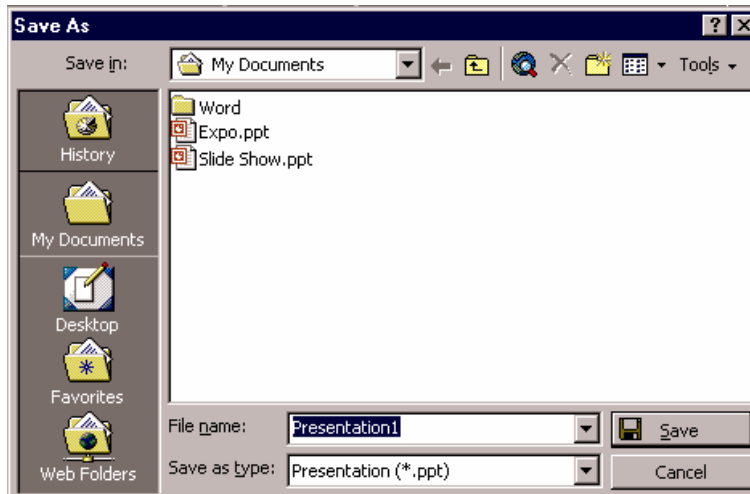 Save As
Save in: My Documents Tools
Word
Expo.ppt
Slide Show.ppt
History
My Documents
Desktop
Favorites
Web Folders
File name: Presentation1 Save
Save as type: Presentation (*.ppt) Cancel